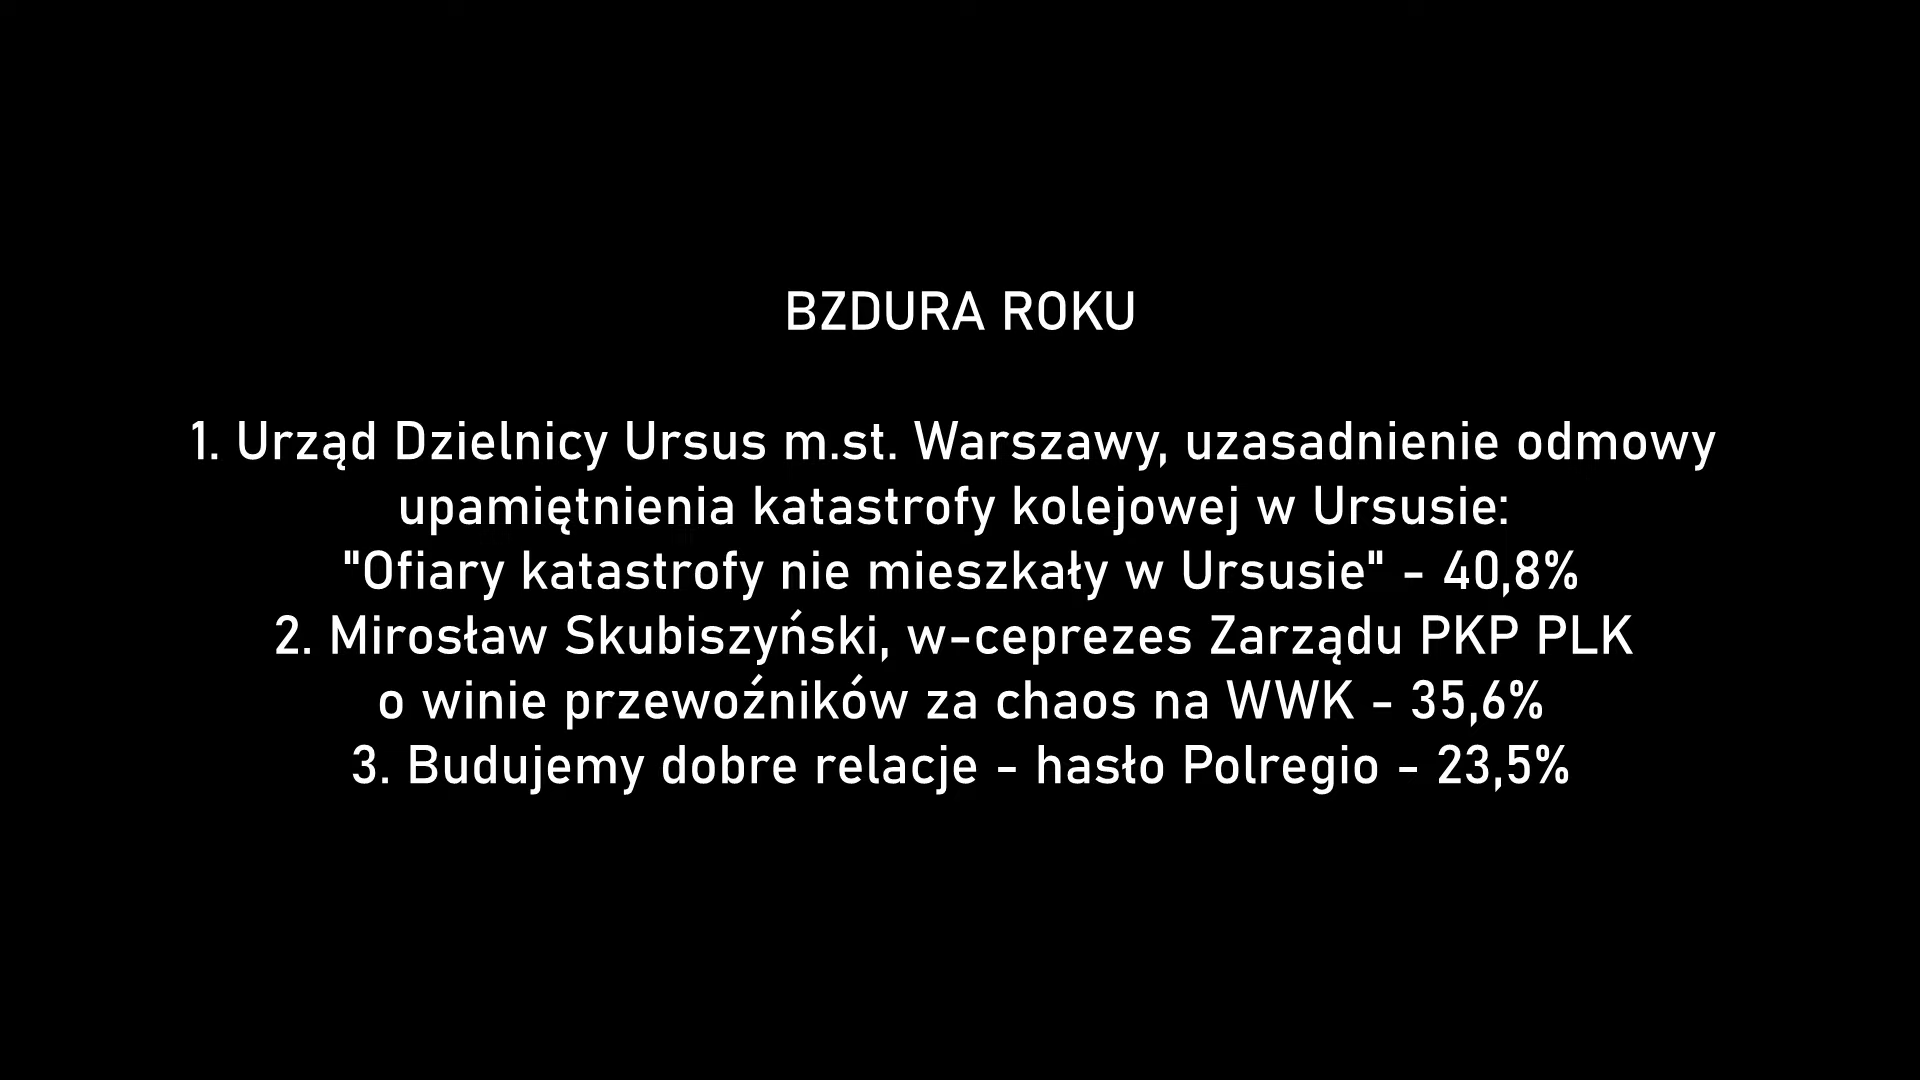 BZDURA ROKU
1. Urząd Dzielnicy Ursus m.st. Warszawy, uzasadnienie odmowy
upamiętnienia katastrofy kolejowej w Ursusie:
"Ofiary katastrofy nie mieszkały w Ursusie" - 40,8%
2. Mirosław Skubiszyński, w-ceprezes Zarządu PKP PLK
o winie przewoźników za chaos na WWK - 35,6%
3. Budujemy dobre relacje - hasło Polregio - 23,5%